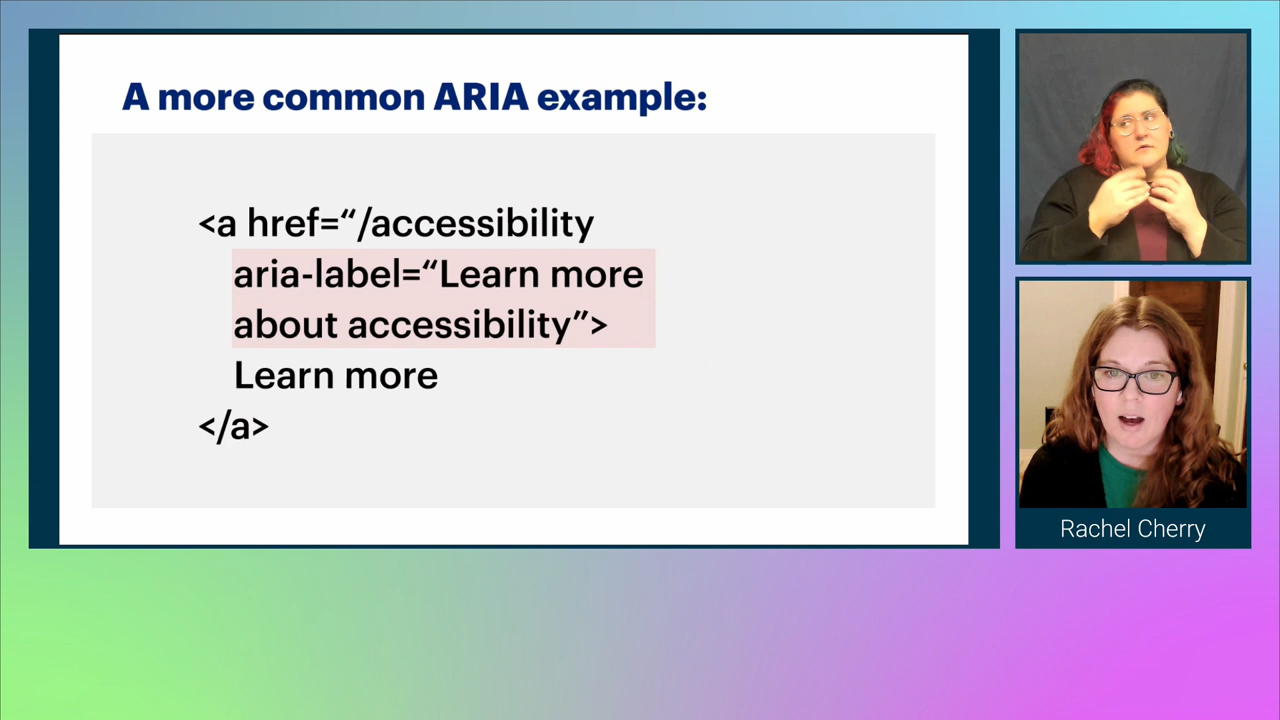 A more common ARIA example:
<a href=“/accessibility
aria-label=“Learn more
about accessibility”>
Learn more
</a>
Rachel Cherry